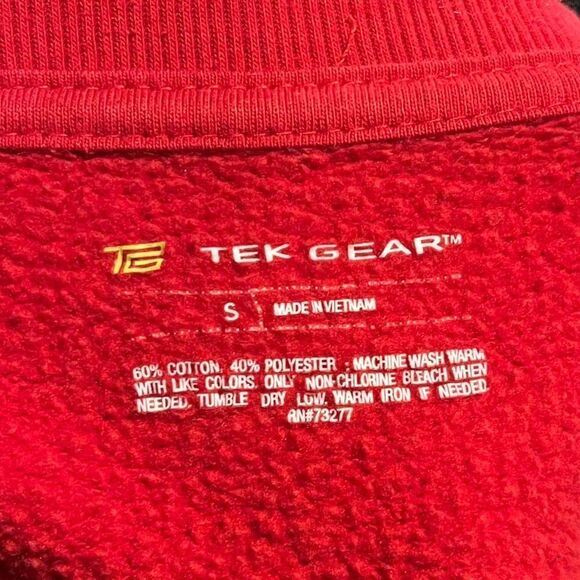 TG TEK GEAR™
S MADE IN VIETNAM
60% COTTON, 40% POLYESTER . MACHINE WASH WARM
WITH LIKE COLORS. ONLY NON-CHLORINE BLEACH WHEN
NEEDED. TUMBLE DRY LOW. WARM IRON IF NEEDED.
RN#73277